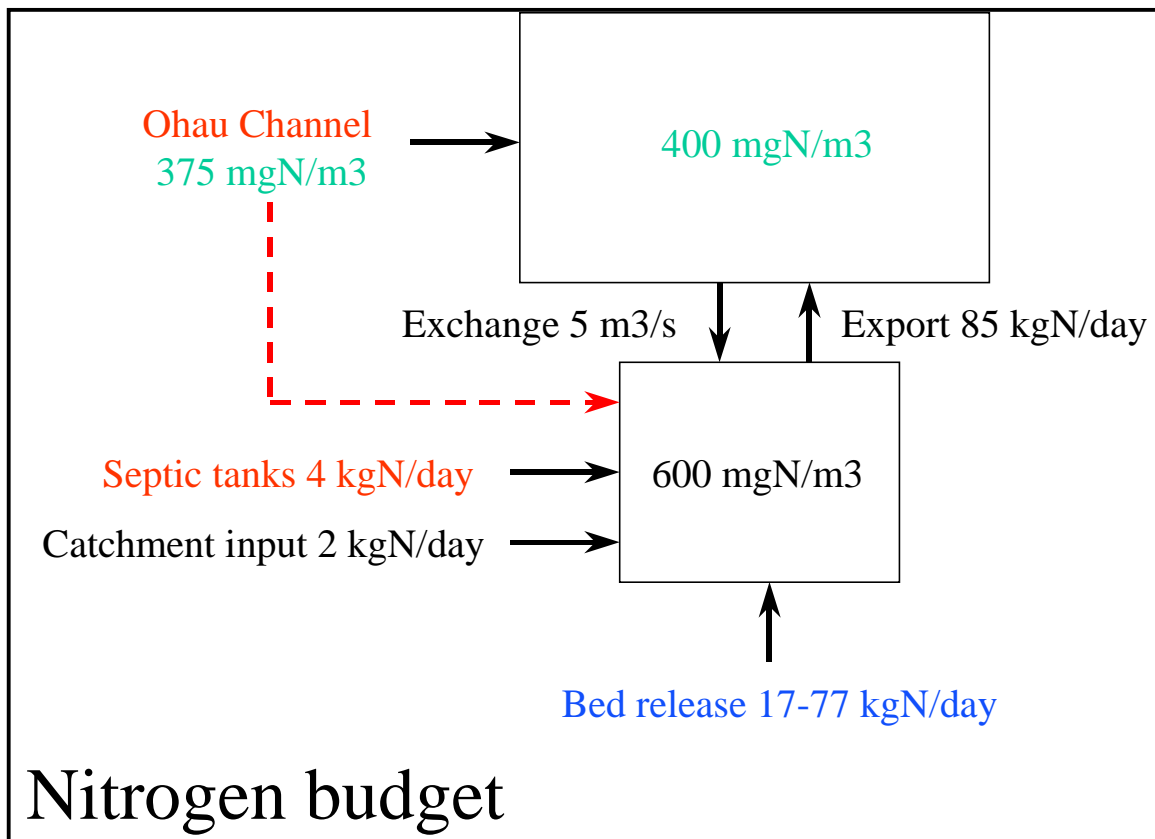 Ohau Channel
375 mgN/m3
400 mgN/m3
Exchange 5 m3/s
Export 85 kgN/day
Septic tanks 4 kgN/day
600 mgN/m3
Catchment input 2 kgN/day
Bed release 17-77 kgN/day
Nitrogen budget